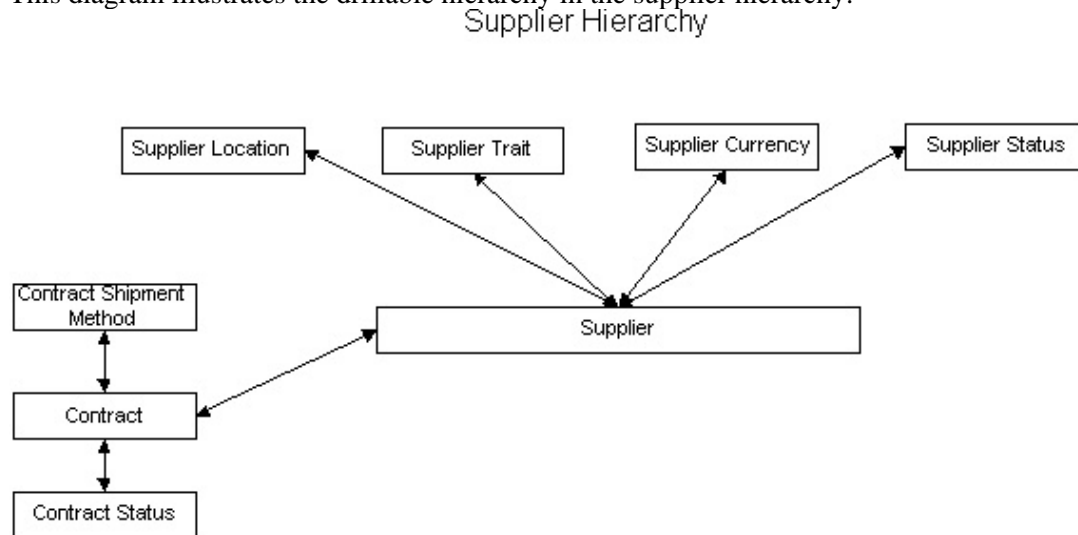 This diagram illustrates the drillable hierarchy in the supplier hierarchy.
Supplier Hierarchy
Supplier Location
Supplier Trait
Supplier Currency
Supplier Status
Contract Shipment
Method
Supplier
Contract
Contract Status